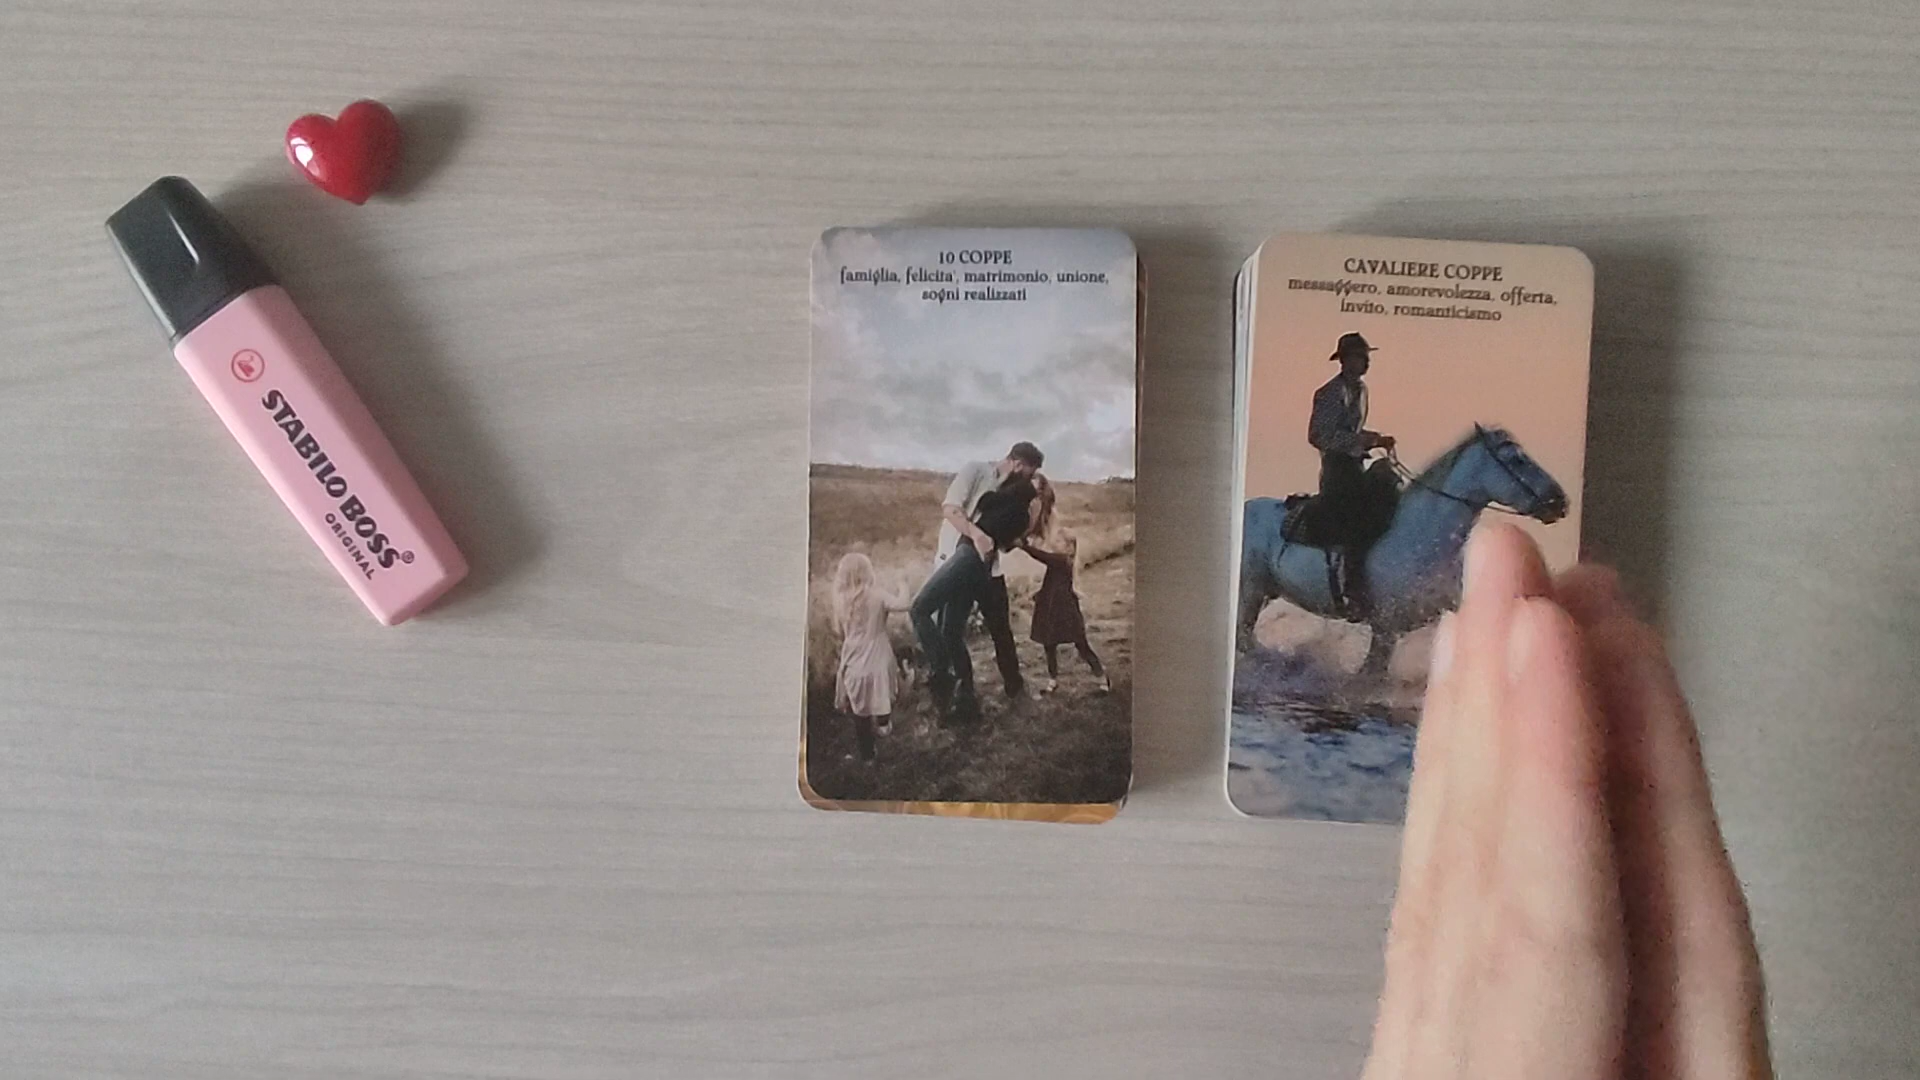 STABILO BOSS®
ORIGINAL
10 COPPE
famiglia, felicita', matrimonio, unione,
sogni realizzati
CAVALIERE COPPE
messaggero, amorevolezza, offerta,
invito, romanticismo